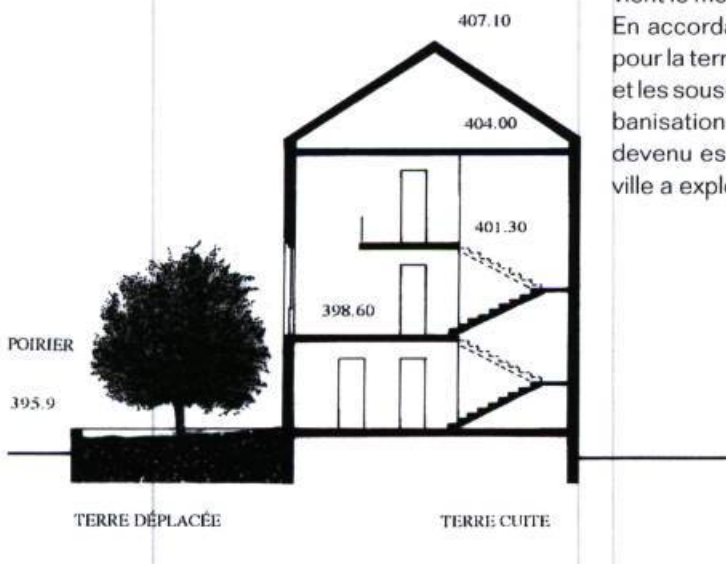 407.10
404.00
401.30
398.60
POIRIER
395.9
TERRE DÉPLACÉE
TERRE CUITE
En accorda
pour la terr
et les sous-
banisation
devenu es
ville a explo